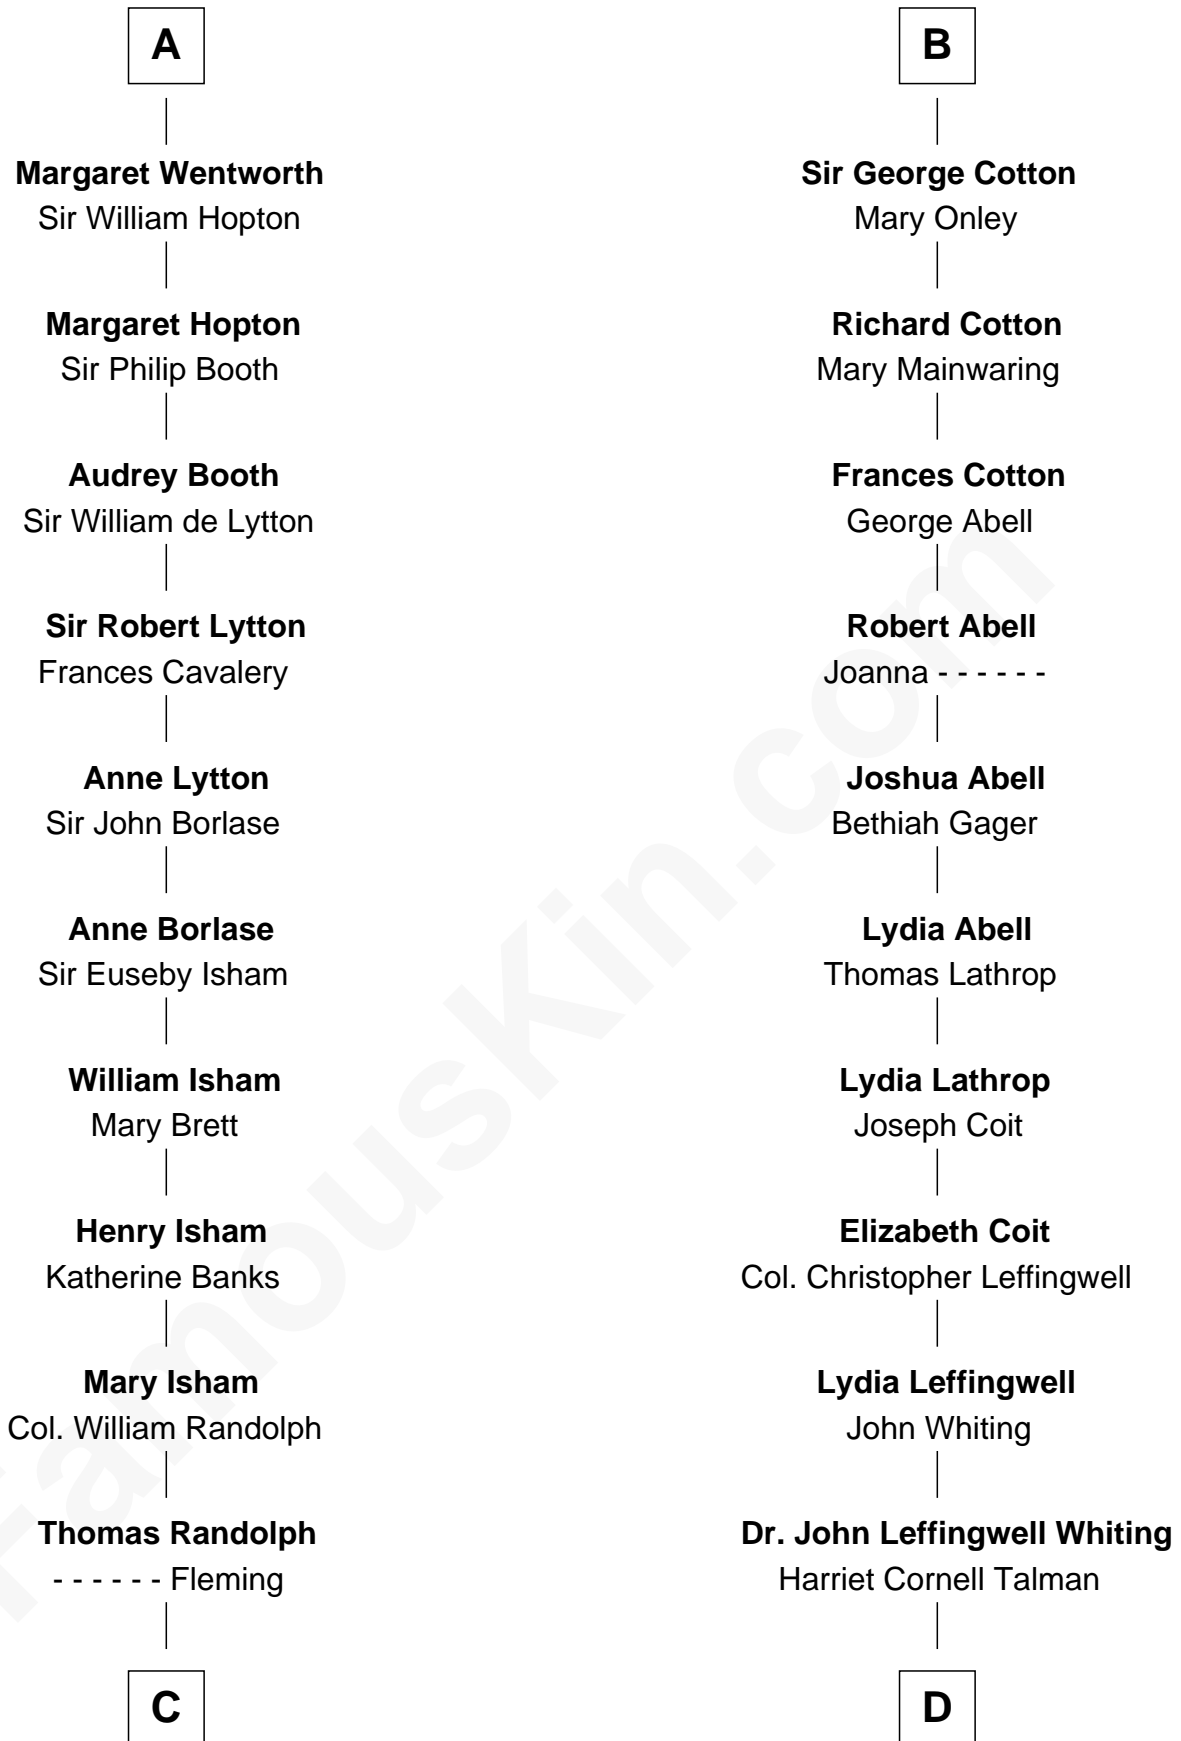 A
Margaret Wentworth
Sir William Hopton
Margaret Hopton
Sir Philip Booth
Audrey Booth
Sir William de Lytton
Sir Robert Lytton
Frances Cavalery
Anne Lytton
Sir John Borlase
Anne Borlase
Sir Euseby Isham
William Isham
Mary Brett
Henry Isham
Katherine Banks
Mary Isham
Col. William Randolph
Thomas Randolph
- - - - - - Fleming
C
B
Sir George Cotton
Mary Onley
Richard Cotton
Mary Mainwaring
Frances Cotton
George Abell
Robert Abell
Joanna - - - - - -
Joshua Abell
Bethiah Gager
Lydia Abell
Thomas Lathrop
Lydia Lathrop
Joseph Coit
Elizabeth Coit
Col. Christopher Leffingwell
Lydia Leffingwell
John Whiting
Dr. John Leffingwell Whiting
Harriet Cornell Talman
D
FamousKin.com